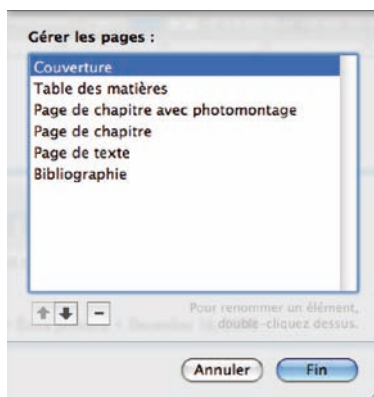 Gérer les pages :
Couverture
Table des matières
Page de chapitre avec photomontage
Page de chapitre
Page de texte
Bibliographie
Pour renommer un élément,
double-cliquez dessus.
Annuler
Fin